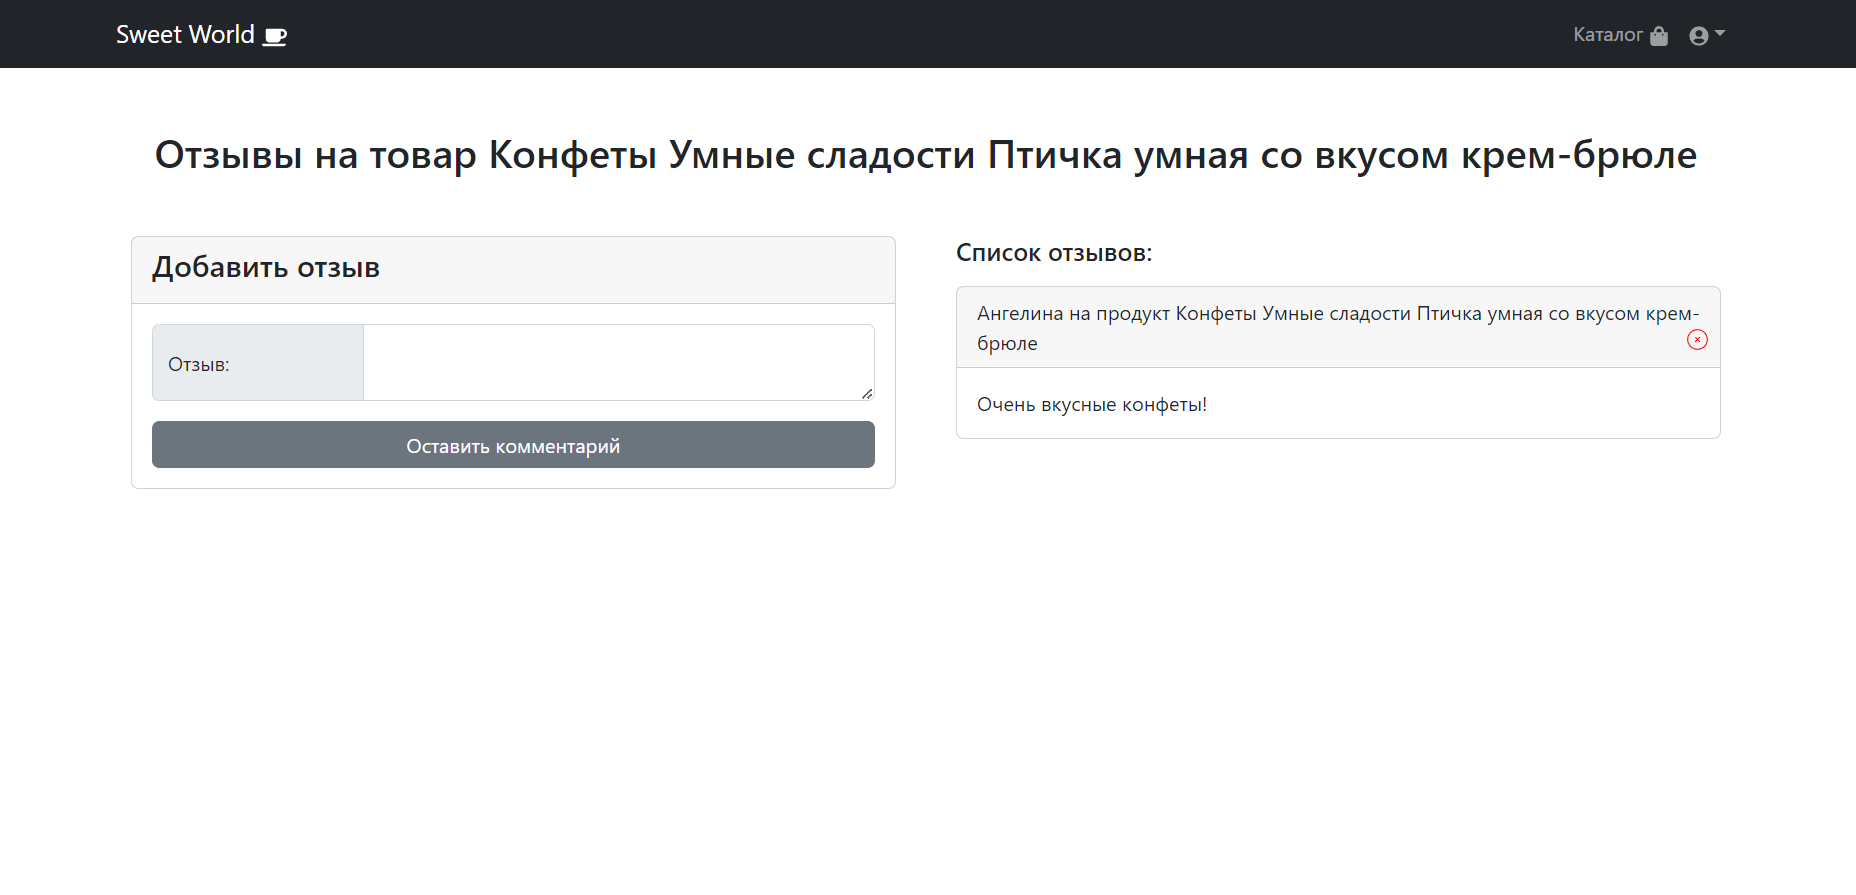 Sweet World
Каталог
Отзывы на товар Конфеты Умные сладости Птичка умная со вкусом крем-брюле
Добавить отзыв
Отзыв:
Оставить комментарий
Список отзывов:
Ангелина на продукт Конфеты Умные сладости Птичка умная со вкусом крем-
брюле
Очень вкусные конфеты!